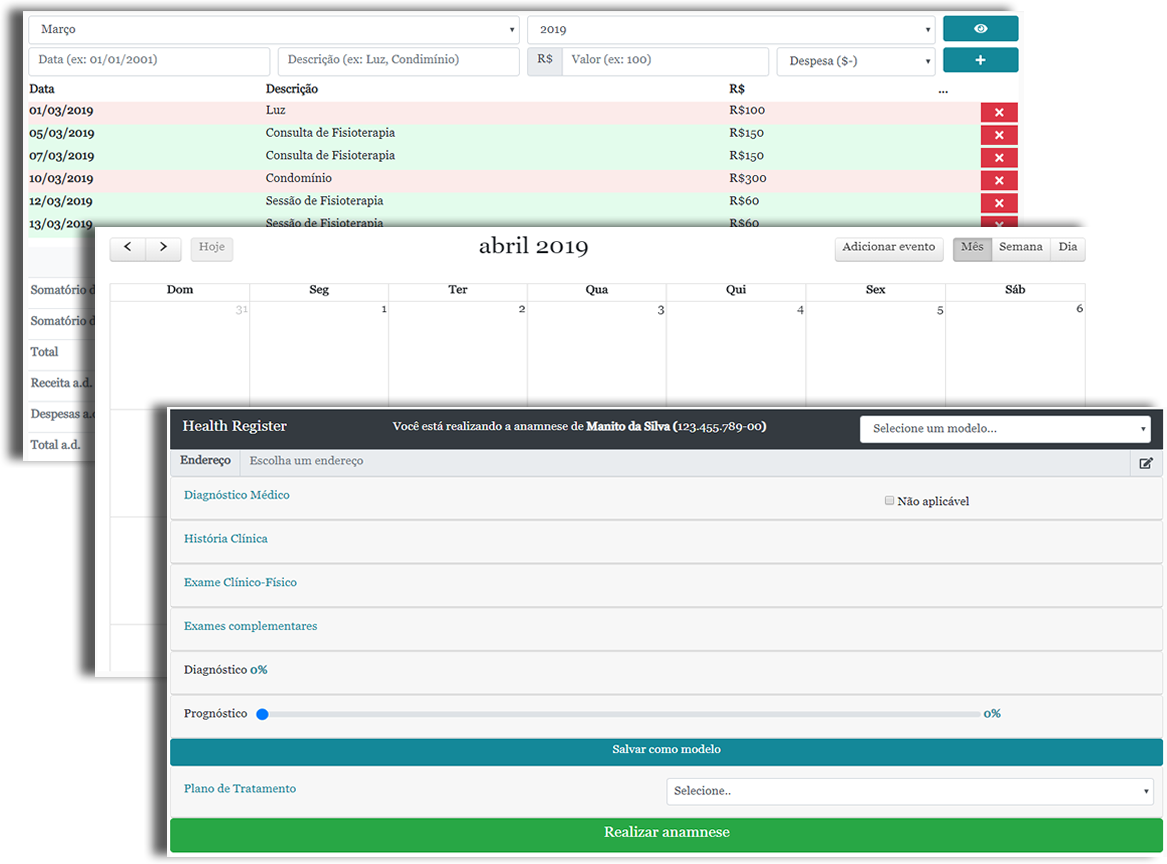 Março 2019
Data (ex: 01/01/2001) Descrição (ex: Luz, Condimínio) R$ Valor (ex: 100) Despesa ($-) +
Data Descrição R$ ...
01/03/2019 Luz R$100
05/03/2019 Consulta de Fisioterapia R$150
07/03/2019 Consulta de Fisioterapia R$150
10/03/2019 Condomínio R$300
12/03/2019 Sessão de Fisioterapia R$60
13/03/2019 Sessão de Fisioterapia R$60
Somatório d
Somatório d
Total
Receita a.d.
Despesas a.d
Total a.d.
< > Hoje abril 2019 Adicionar evento Mês Semana Dia
Dom Seg Ter Qua Qui Sex Sáb
31 1 2 3 4 5 6
Health Register Você está realizando a anamnese de Manito da Silva (123.455.789-00) Selecione um modelo...
Endereço Escolha um endereço
Diagnóstico Médico Não aplicável
História Clínica
Exame Clínico-Físico
Exames complementares
Diagnóstico 0%
Prognóstico 0%
Salvar como modelo
Plano de Tratamento Selecione..
Realizar anamnese